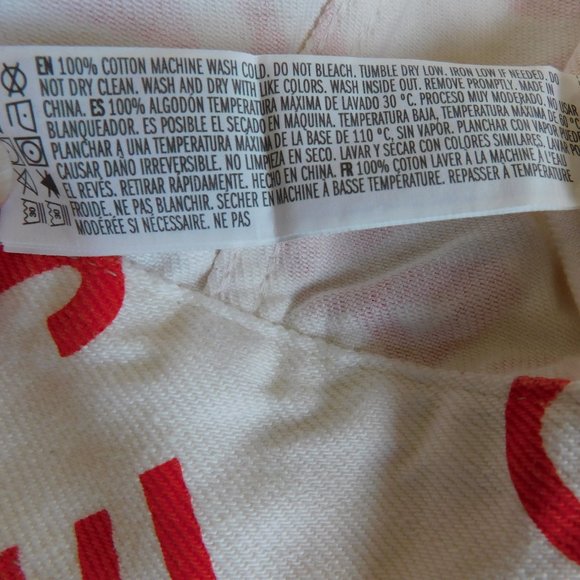 EN 100% COTTON MACHINE WASH COLD. DO NOT BLEACH. TUMBLE DRY LOW. IRON LOW IF NEEDED. DO
NOT DRY CLEAN. WASH AND DRY WITH LIKE COLORS. WASH INSIDE OUT. REMOVE PROMPTLY. MADE IN
CHINA. ES 100% ALGODÓN TEMPERATURA MAXIMA DE LAVADO 30 ºC. PROCESO MUY MODERADO. NO USAR
BLANQUEADOR. ES POSIBLE EL SECADO EN MÁQUINA. TEMPERATURA BAJA, TEMPERATURA MÁXIMA DE 60 ºC
PLANCHAR A UNA TEMPERATURA MÁXIMA DE LA BASE DE 110 ºC, SIN VAPOR. PLANCHAR CON VAPOR PUEDE
CAUSAR DAÑO IRREVERSIBLE. NO LIMPIEZA EN SECO. LAVAR Y SECAR CON COLORES SIMILARES. LAVAR POR
EL REVÉS. RETIRAR RÁPIDAMENTE. HECHO EN CHINA. FR 100% COTON LAVER À LA MACHINE À L'EAU
FROIDE. NE PAS BLANCHIR. SÉCHER EN MACHINE À BASSE TEMPÉRATURE. REPASSER À TEMPÉRATURE
MODÉRÉE SI NÉCESSAIRE. NE PAS